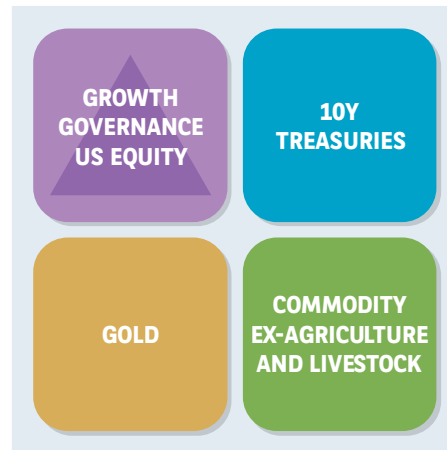 GROWTH
GOVERNANCE
US EQUITY
10Y
TREASURIES
GOLD
COMMODITY
EX-AGRICULTURE
AND LIVESTOCK